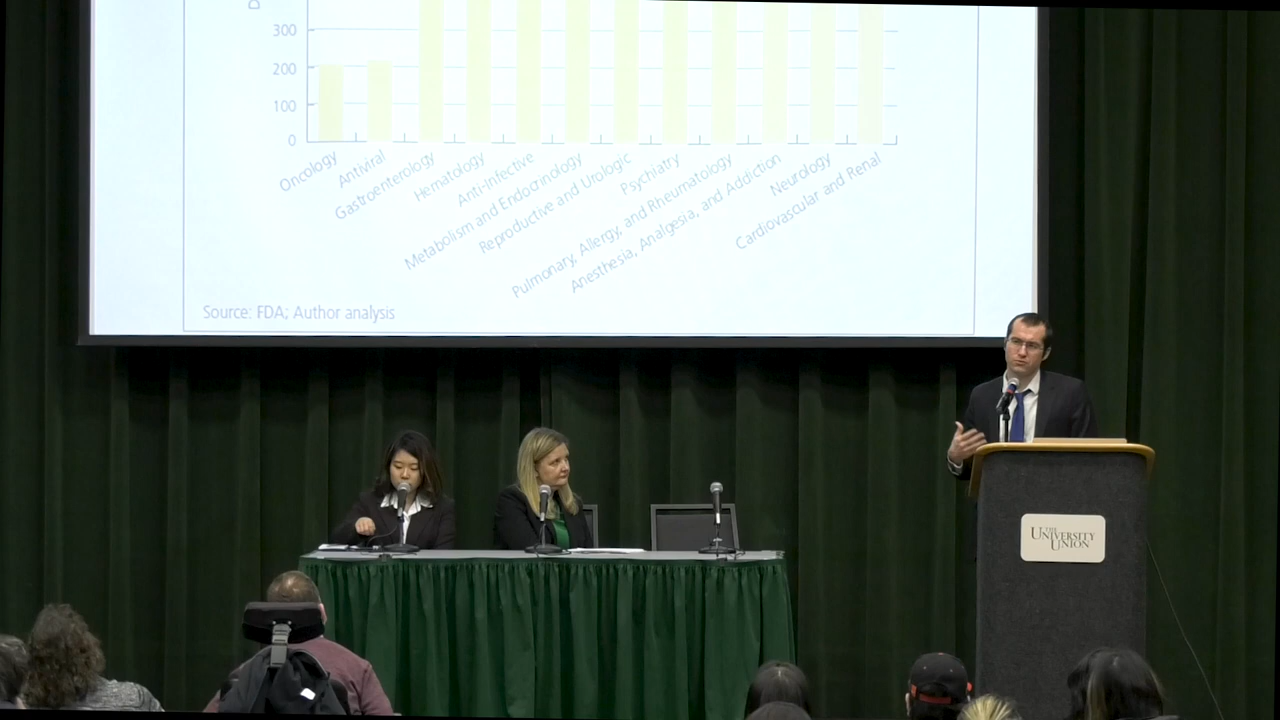 D
300
200
100
0
Oncology
Antiviral
Gastroenterology
Hematology
Anti-infective
Metabolism and Endocrinology
Reproductive and Urologic
Psychiatry
Pulmonary, Allergy, and Rheumatology
Anesthesia, Analgesia, and Addiction
Neurology
Cardiovascular and Renal
Source: FDA; Author analysis
THE
UNIVERSITY
UNION